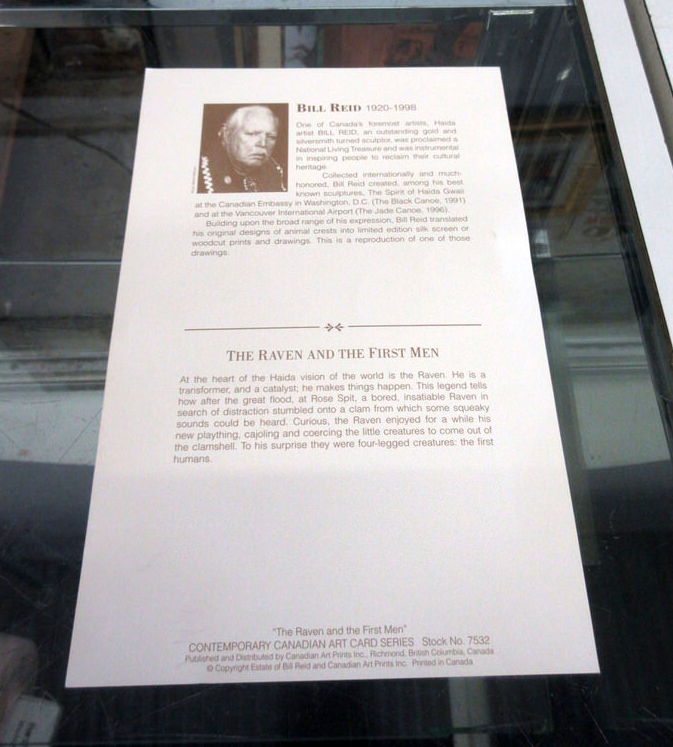 BILL REID 1920-1998
One of Canada's foremost artists, Haida
artist BILL REID, an outstanding gold and
silversmith turned sculptor, was proclaimed a
National Living Treasure and was instrumental
in inspiring people to reclaim their cultural
heritage.
Collected internationally and much-
honored, Bill Reid created, among his best
known sculptures, The Spirit of Haida Gwaii
at the Canadian Embassy in Washington, D.C. (The Black Canoe, 1991)
and at the Vancouver International Airport (The Jade Canoe, 1996).
Building upon the broad range of his expression, Bill Reid translated
his original designs of animal crests into limited edition silk screen or
woodcut prints and drawings. This is a reproduction of one of those
drawings.
THE RAVEN AND THE FIRST MEN
At the heart of the Haida vision of the world is the Raven. He is a
transformer, and a catalyst; he makes things happen. This legend tells
how after the great flood, at Rose Spit, a bored, insatiable Raven in
search of distraction stumbled onto a clam from which some squeaky
sounds could be heard. Curious, the Raven enjoyed for a while his
new plaything, cajoling and coercing the little creatures to come out of
the clamshell. To his surprise they were four-legged creatures: the first
humans.
"The Raven and the First Men"
CONTEMPORARY CANADIAN ART CARD SERIES Stock No. 7532
Published and Distributed by Canadian Art Prints Inc., Richmond, British Columbia, Canada
© Copyright Estate of Bill Reid and Canadian Art Prints Inc. Printed in Canada